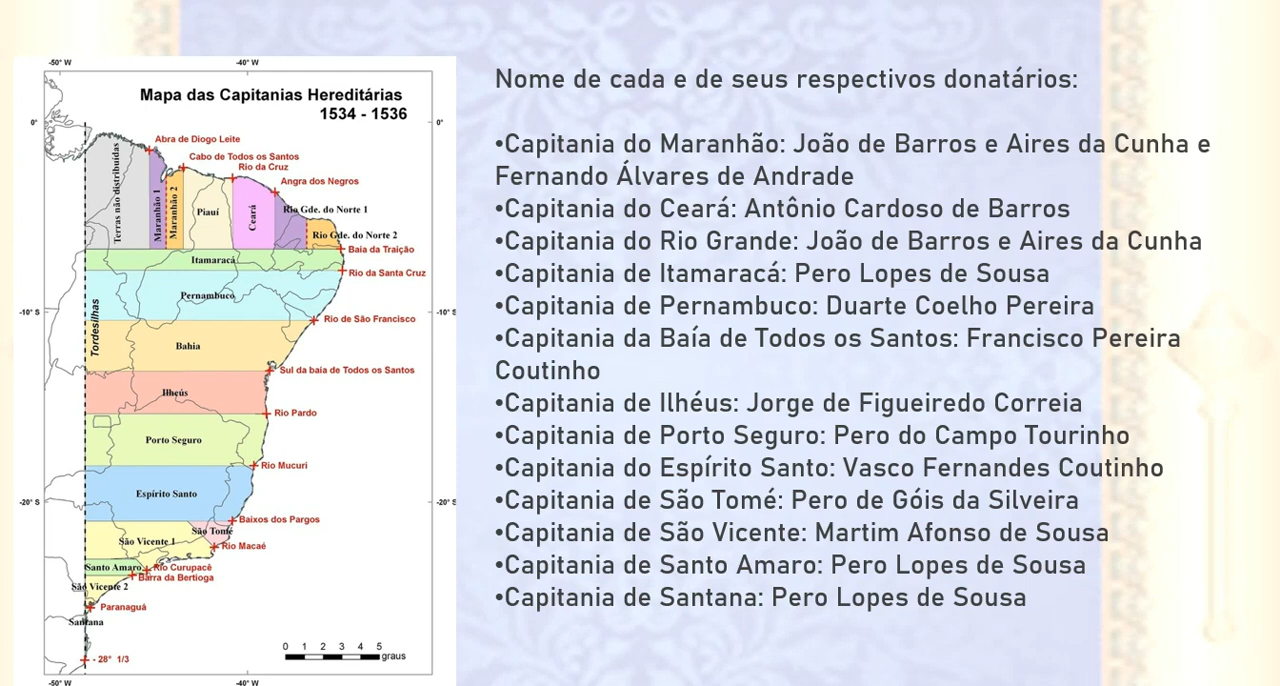 -50° W
-40° W
Mapa das Capitanias Hereditárias
1534 - 1536
0°
0°
Abra de Diogo Leite
Cabo de Todos os Santos
Rio da Cruz
Angra dos Negros
Terras não distribuídas
Maranhão 1
Maranhão 2
Piauí
Ceará
Rio Gde. do Norte 1
Rio Gde. do Norte 2
Baia da Traição
Itamaracá
Rio da Santa Cruz
Pernambuco
-10° S
-10° S
Rio de São Francisco
Tordesilhas
Bahia
Sul da baia de Todos os Santos
Ilheús
Rio Pardo
Porto Seguro
Rio Mucuri
Espírito Santo
-20° S
-20° S
Baixos dos Pargos
São Tomé
São Vicente 1
Rio Macaé
Santo Amaro
Rio Curupacê
Barra da Bertioga
São Vicente 2
Paranaguá
Santana
0 1 2 3 4 5
graus
- 28° 1/3
-50° W
-40° W
Nome de cada e de seus respectivos donatários:
•Capitania do Maranhão: João de Barros e Aires da Cunha e
Fernando Álvares de Andrade
•Capitania do Ceará: Antônio Cardoso de Barros
•Capitania do Rio Grande: João de Barros e Aires da Cunha
•Capitania de Itamaracá: Pero Lopes de Sousa
•Capitania de Pernambuco: Duarte Coelho Pereira
•Capitania da Baía de Todos os Santos: Francisco Pereira
Coutinho
•Capitania de Ilhéus: Jorge de Figueiredo Correia
•Capitania de Porto Seguro: Pero do Campo Tourinho
•Capitania do Espírito Santo: Vasco Fernandes Coutinho
•Capitania de São Tomé: Pero de Góis da Silveira
•Capitania de São Vicente: Martim Afonso de Sousa
•Capitania de Santo Amaro: Pero Lopes de Sousa
•Capitania de Santana: Pero Lopes de Sousa